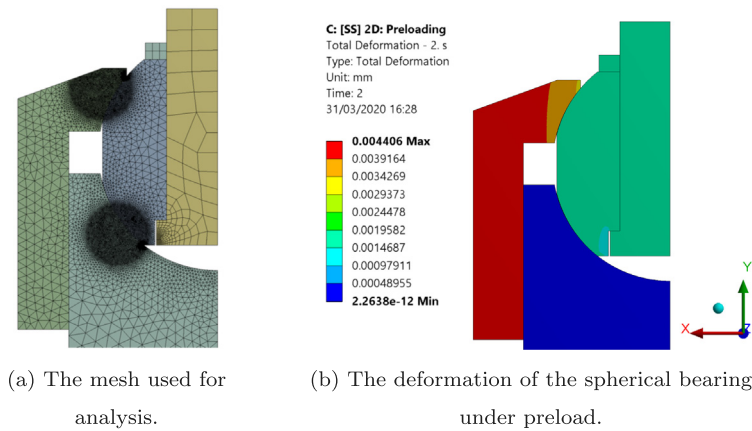 C: [SS] 2D: Preloading
Total Deformation - 2. s
Type: Total Deformation
Unit: mm
Time: 2
31/03/2020 16:28
0.004406 Max
0.0039164
0.0034269
0.0029373
0.0024478
0.0019582
0.0014687
0.00097911
0.00048955
2.2638e-12 Min
Y
X
Z
(a) The mesh used for
analysis.
(b) The deformation of the spherical bearing
under preload.